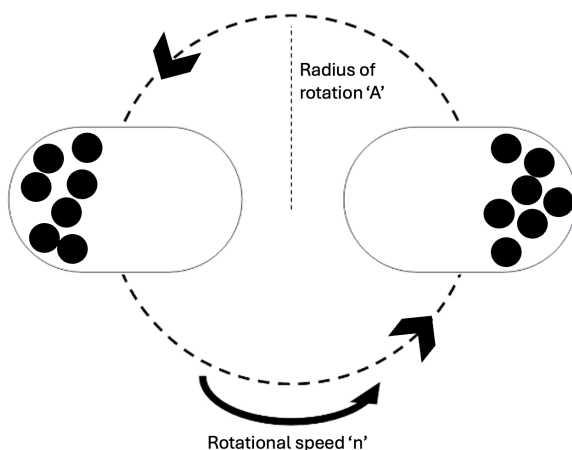 Radius of
rotation ‘A’
Rotational speed ‘n’